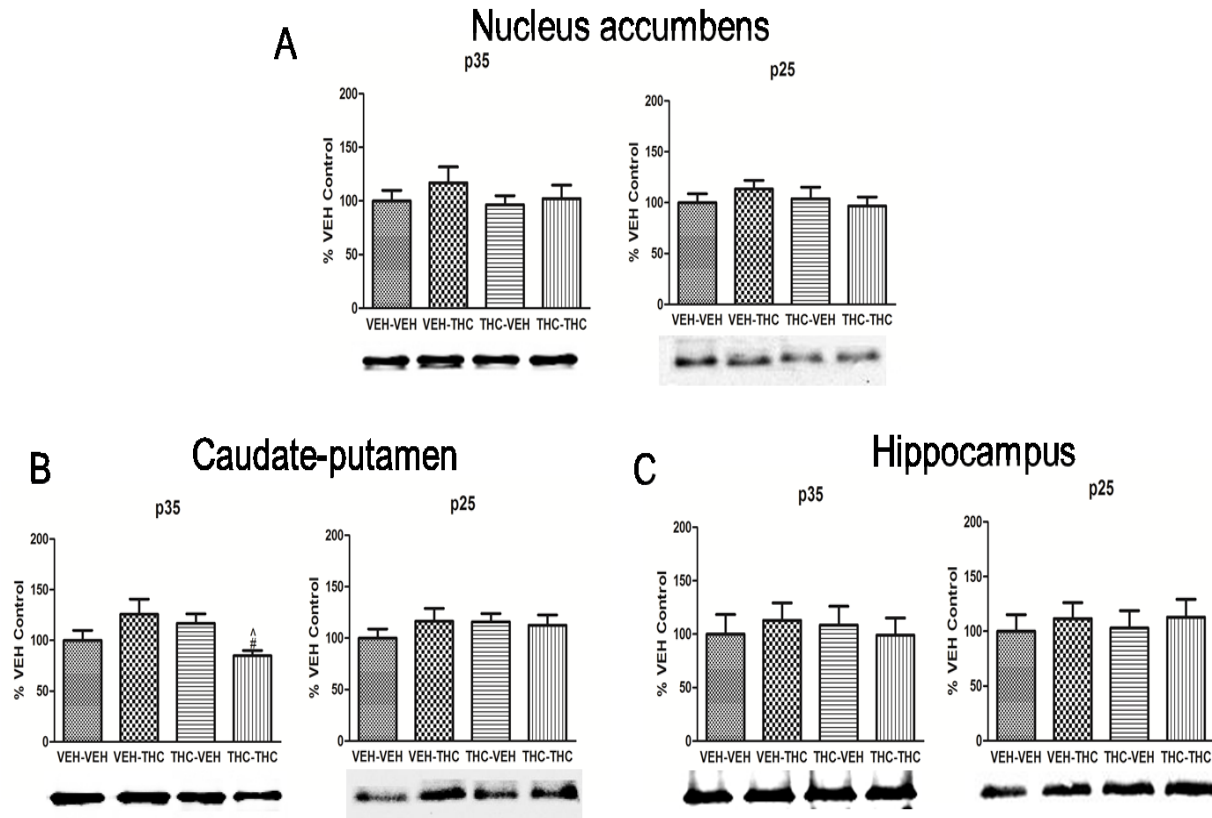 A
Nucleus accumbens
p35
% VEH Control
200
150
100
50
0
VEH-VEH VEH-THC THC-VEH THC-THC
p25
% VEH Control
200
150
100
50
0
VEH-VEH VEH-THC THC-VEH THC-THC
B
Caudate-putamen
p35
% VEH Control
200
150
100
50
0
^
#
VEH-VEH VEH-THC THC-VEH THC-THC
p25
% VEH Control
200
150
100
50
0
VEH-VEH VEH-THC THC-VEH THC-THC
C
Hippocampus
p35
% VEH Control
200
150
100
50
0
VEH-VEH VEH-THC THC-VEH THC-THC
p25
% VEH Control
200
150
100
50
0
VEH-VEH VEH-THC THC-VEH THC-THC